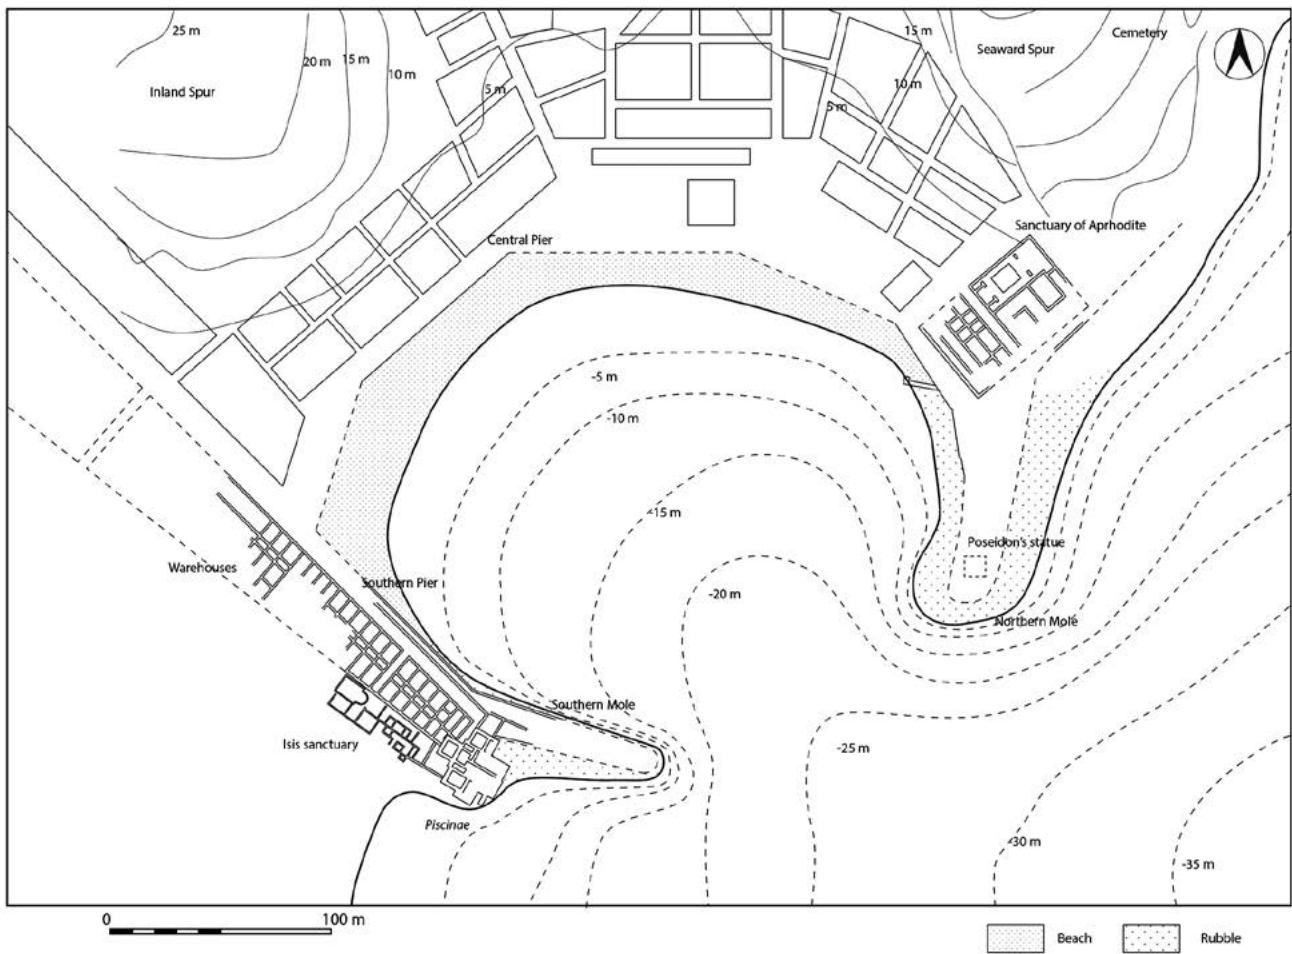 25 m
20 m
15 m
10 m
Inland Spur
5 m
15 m
Seaward Spur
Cemetery
10 m
5 m
Central Pier
Sanctuary of Aprhodite
-5 m
-10 m
-15 m
Poseidon's statue
Warehouses
Southern Pier
-20 m
Northern Mole
Southern Mole
Isis sanctuary
-25 m
Piscinae
-30 m
-35 m
0
100 m
Beach
Rubble